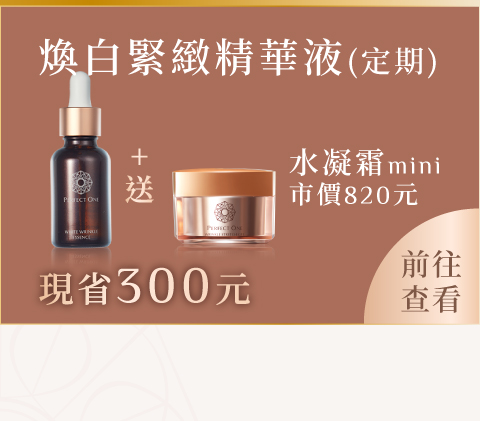 煥白緊緻精華液(定期)
+
送
水凝霜mini
市價820元
PERFECT ONE
WHITE WRINKLE
ESSENCE
PERFECT ONE
現省300元
前往
查看